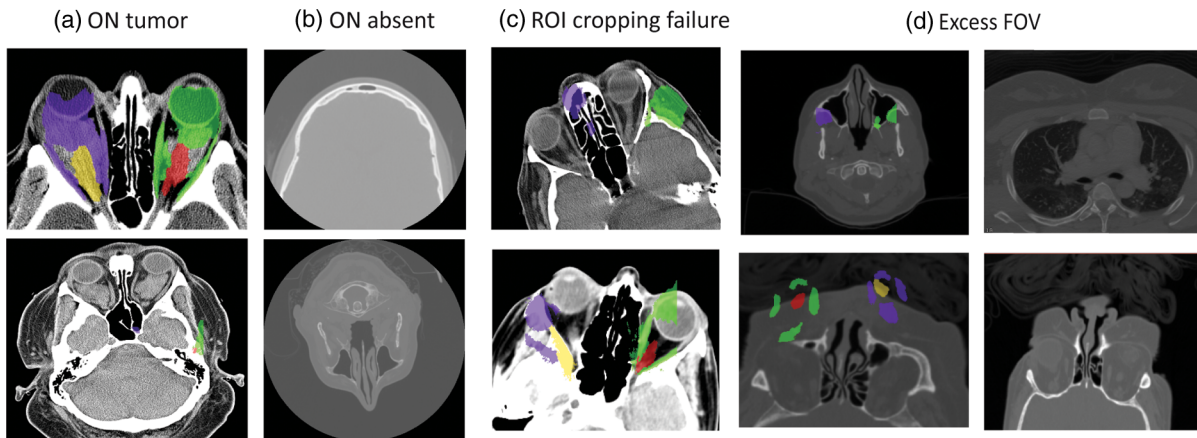 (a) ON tumor
(b) ON absent
(c) ROI cropping failure
(d) Excess FOV